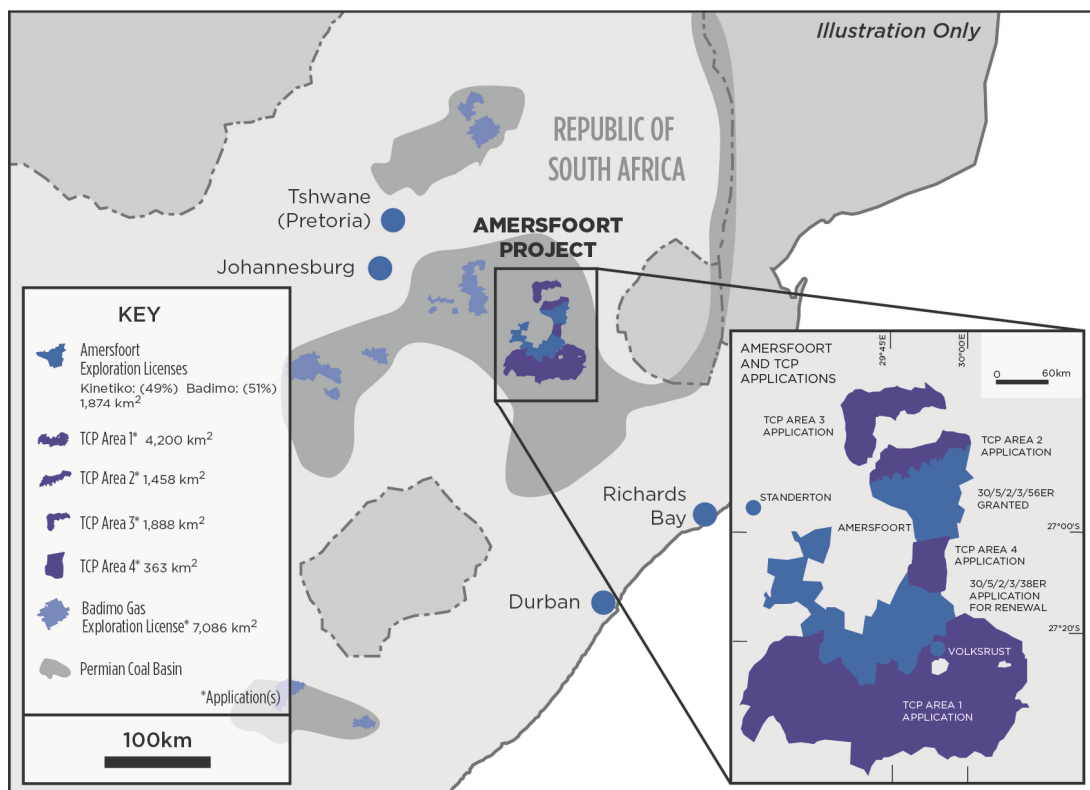 Illustration Only
REPUBLIC OF
SOUTH AFRICA
Tshwane
(Pretoria)
Johannesburg
AMERSFOORT
PROJECT
Richards
Bay
Durban
KEY
Amersfoort
Exploration Licenses
Kinetiko: (49%) Badimo: (51%)
1,874 km²
TCP Area 1* 4,200 km²
TCP Area 2* 1,458 km²
TCP Area 3* 1,888 km²
TCP Area 4* 363 km²
Badimo Gas
Exploration License* 7,086 km²
Permian Coal Basin
*Application(s)
100km
AMERSFOORT
AND TCP
APPLICATIONS
29°45E
30°00E
0 60km
TCP AREA 3
APPLICATION
TCP AREA 2
APPLICATION
STANDERTON
30/5/2/3/56ER
GRANTED
AMERSFOORT
27°00'S
TCP AREA 4
APPLICATION
30/5/2/3/38ER
APPLICATION
FOR RENEWAL
27°20'S
VOLKSRUST
TCP AREA 1
APPLICATION